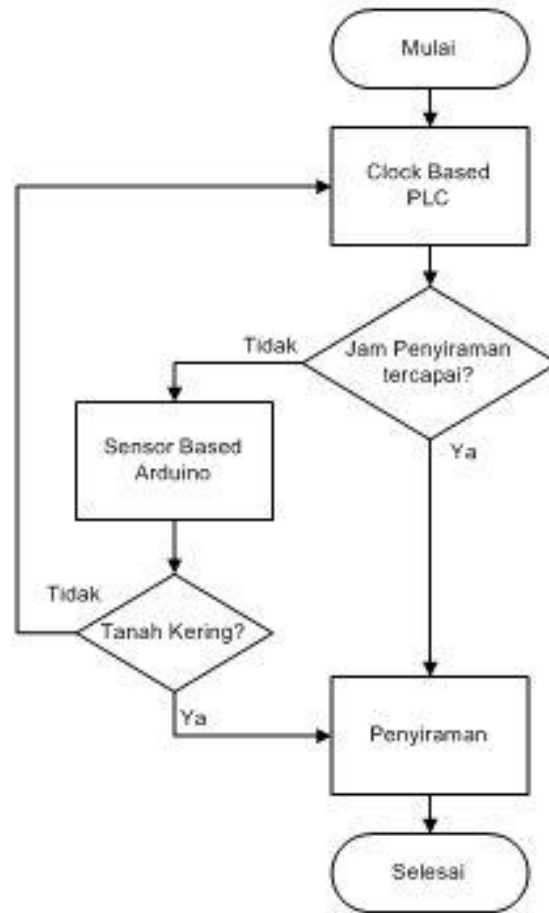 Mulai
Clock Based
PLC
Tidak
Jam Penyiraman
tercapai?
Ya
Sensor Based
Arduino
Tidak
Tanah Kering?
Ya
Penyiraman
Selesai